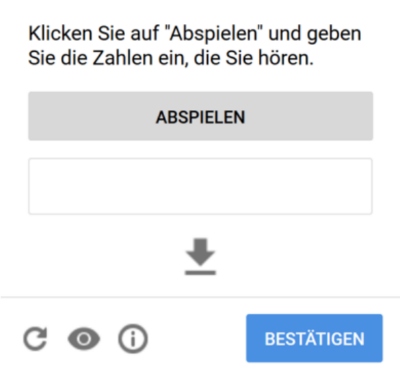 Klicken Sie auf "Abspielen" und geben
Sie die Zahlen ein, die Sie hören.
ABSPIELEN
BESTÄTIGEN